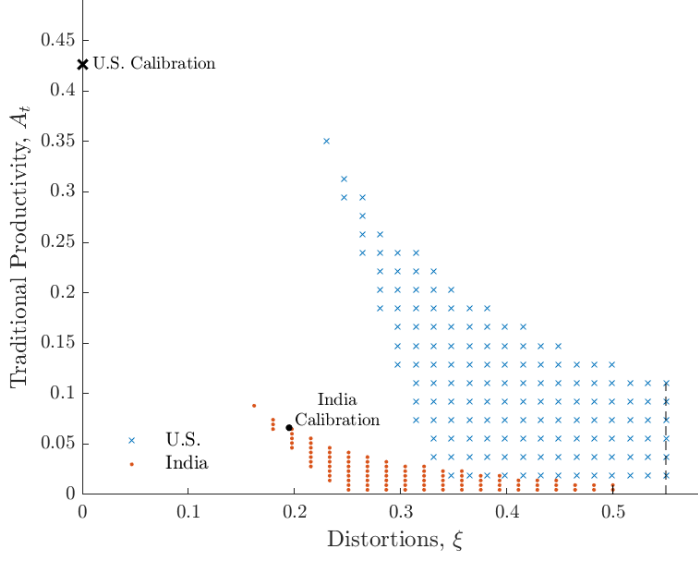 0.45
U.S. Calibration
0.4
0.35
0.3
0.25
0.2
0.15
0.1
0.05
0
Traditional Productivity, A_t
India
Calibration
U.S.
India
0
0.1
0.2
0.3
0.4
0.5
Distortions, ξ